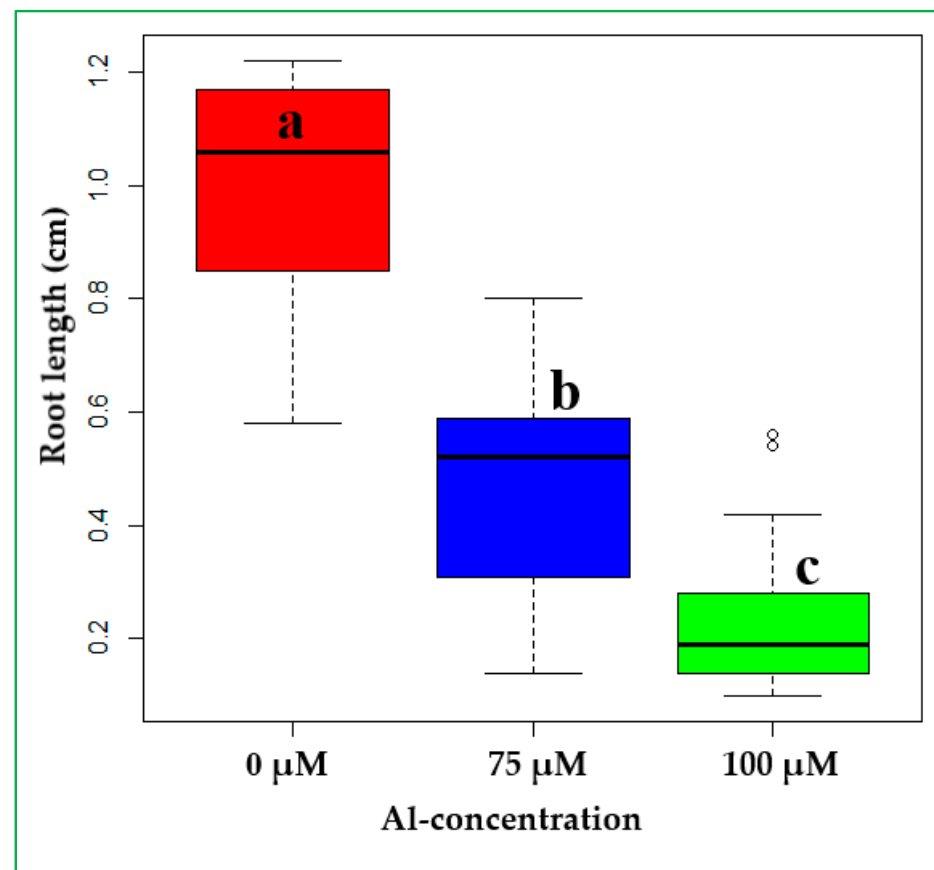 1.2
1.0
0.8
0.6
0.4
0.2
Root length (cm)
a
b
c
0 μM
75 μM
100 μM
Al-concentration